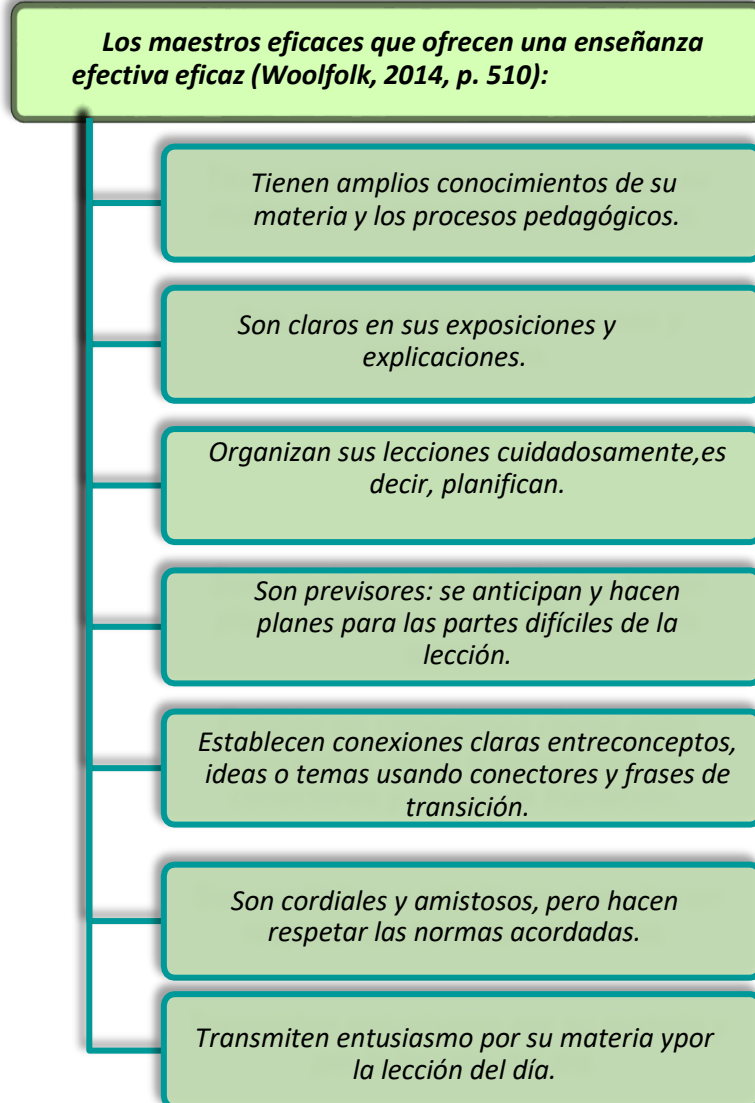 Los maestros eficaces que ofrecen una enseñanza
efectiva eficaz (Woolfolk, 2014, p. 510):
Tienen amplios conocimientos de su
materia y los procesos pedagógicos.
Son claros en sus exposiciones y
explicaciones.
Organizan sus lecciones cuidadosamente,es
decir, planifican.
Son previsores: se anticipan y hacen
planes para las partes difíciles de la
lección.
Establecen conexiones claras entreconceptos,
ideas o temas usando conectores y frases de
transición.
Son cordiales y amistosos, pero hacen
respetar las normas acordadas.
Transmiten entusiasmo por su materia ypor
la lección del día.